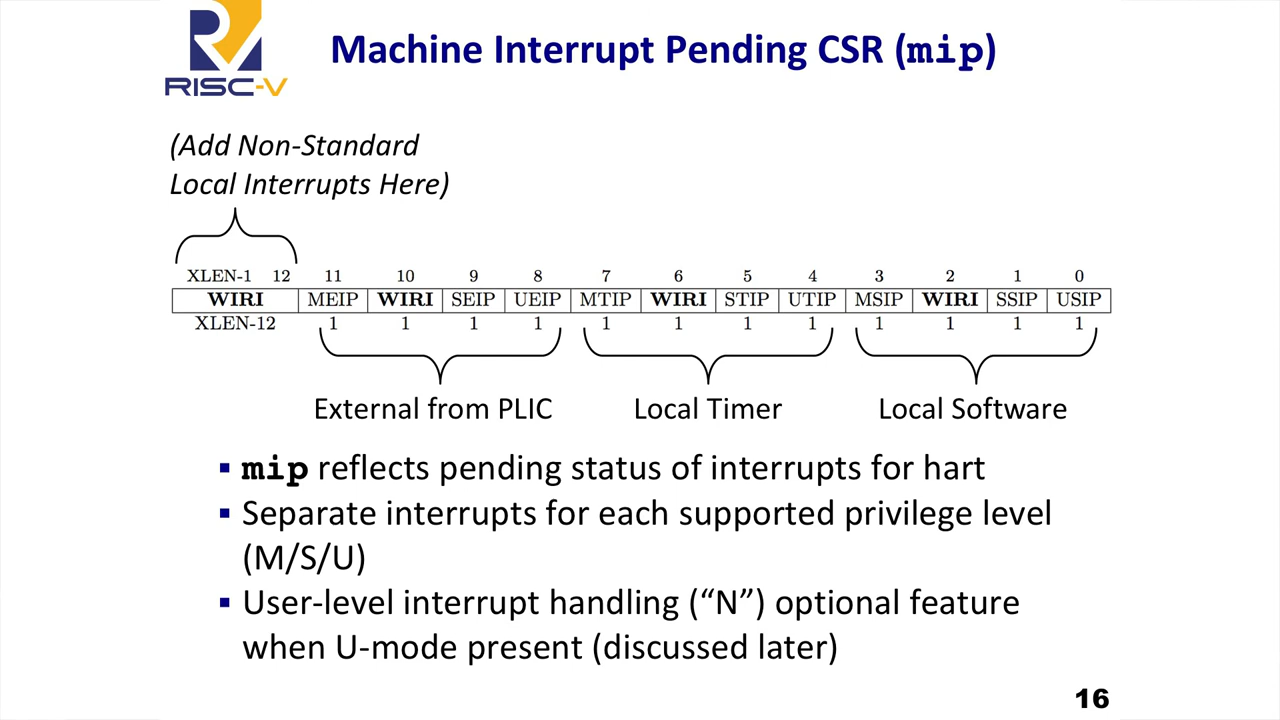 RISC-V
Machine Interrupt Pending CSR (mip)
(Add Non-Standard
Local Interrupts Here)
XLEN-1 12 11 10 9 8 7 6 5 4 3 2 1 0
WIRI MEIP WIRI SEIP UEIP MTIP WIRI STIP UTIP MSIP WIRI SSIP USIP
XLEN-12 1 1 1 1 1 1 1 1 1 1 1 1
External from PLIC Local Timer Local Software
▪ mip reflects pending status of interrupts for hart
▪ Separate interrupts for each supported privilege level
(M/S/U)
▪ User-level interrupt handling (“N”) optional feature
when U-mode present (discussed later)
16